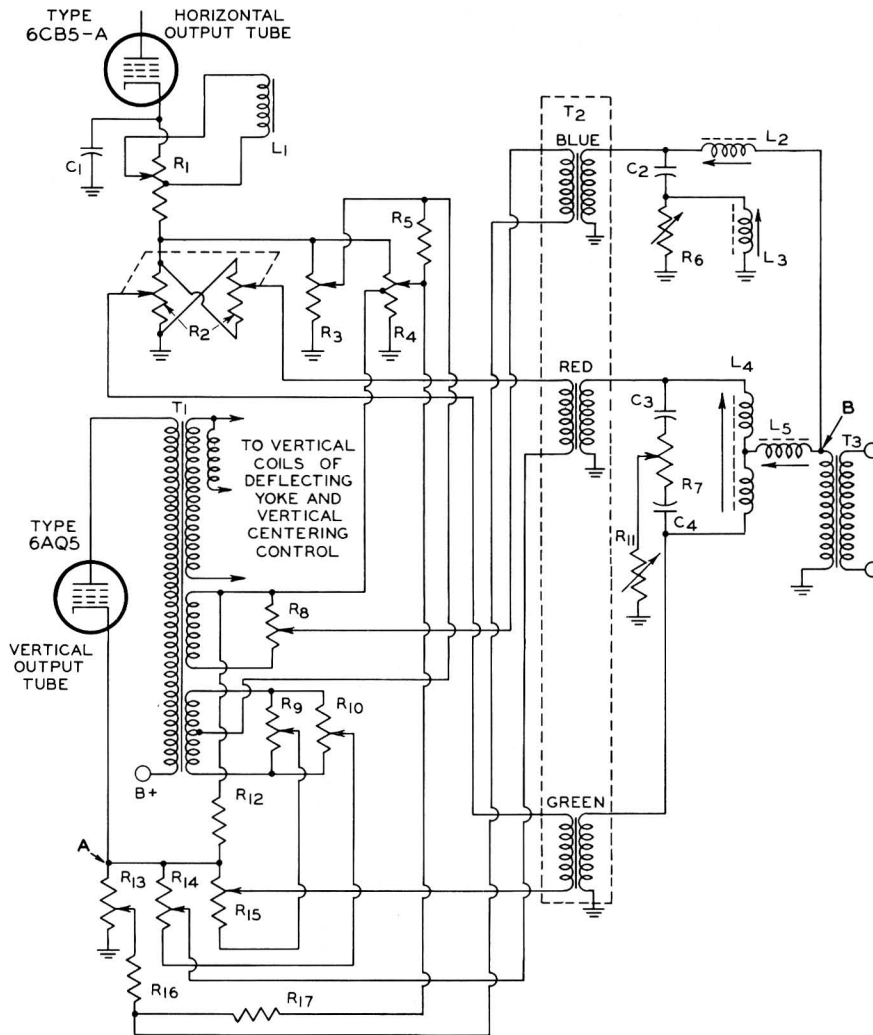 TYPE
6CB5-A
HORIZONTAL
OUTPUT TUBE
C1
R1
L1
T2
BLUE
L2
C2
R6
L3
R5
R2
R3
R4
RED
L4
C3
L5
B
T3
R7
C4
R11
T1
TO VERTICAL
COILS OF
DEFLECTING
YOKE AND
VERTICAL
CENTERING
CONTROL
TYPE
6AQ5
VERTICAL
OUTPUT
TUBE
R8
R9
R10
B+
R12
GREEN
A
R13
R14
R15
R16
R17